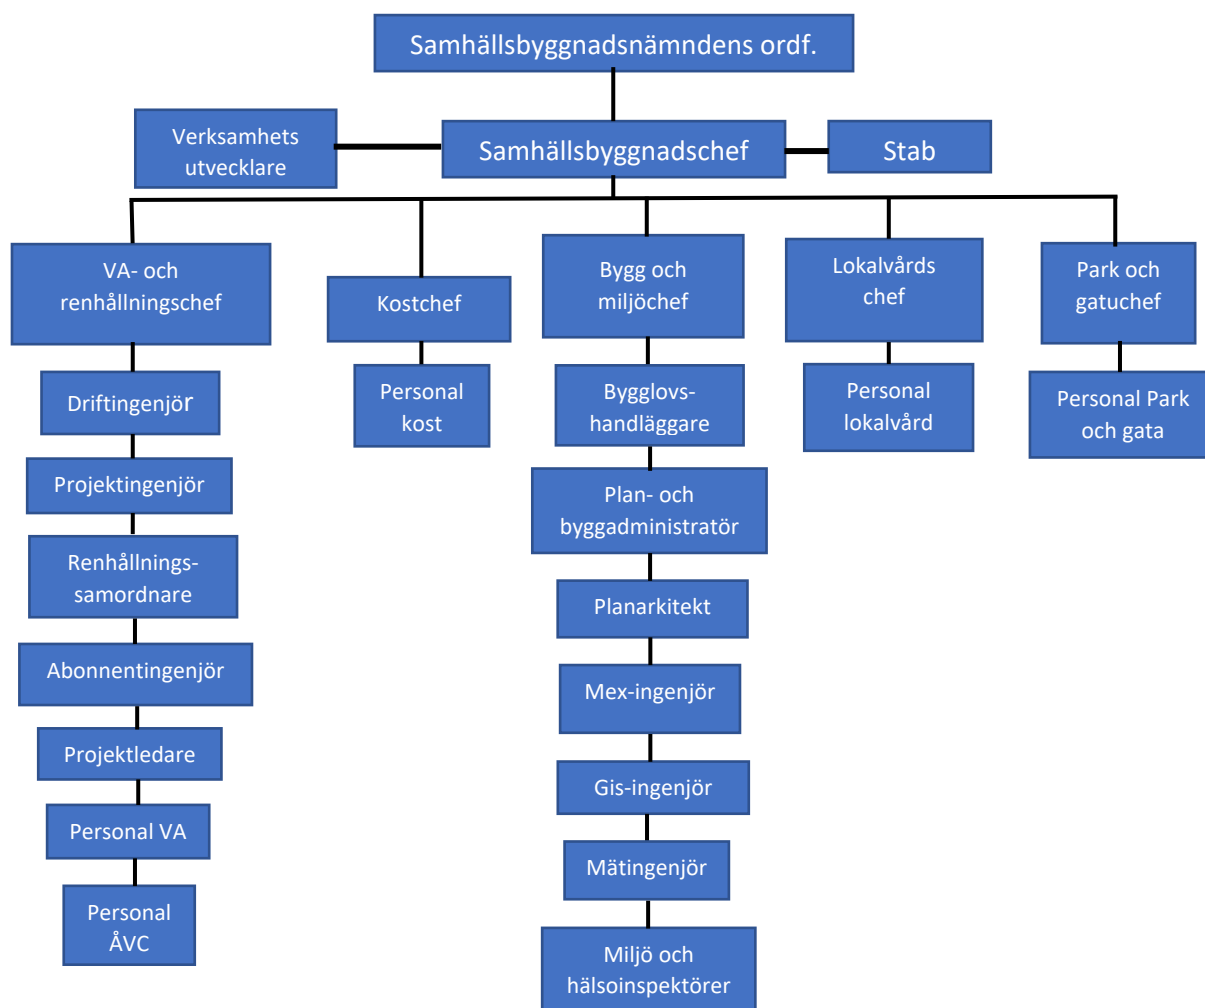 Samhällsbyggnadsnämndens ordf.
Verksamhets
utvecklare
Samhällsbyggnadschef
Stab
VA- och
renhållningschef
Kostchef
Bygg och
miljöchef
Lokalvårds
chef
Park och
gatuchef
Driftingenjör
Personal
kost
Bygglovs-
handläggare
Personal
lokalvård
Personal Park
och gata
Projektingenjör
Plan- och
byggadministratör
Renhållnings-
samordnare
Planarkitekt
Abonnentingenjör
Mex-ingenjör
Projektledare
Gis-ingenjör
Personal VA
Mätingenjör
Personal
ÅVC
Miljö och
hälsoinspektörer